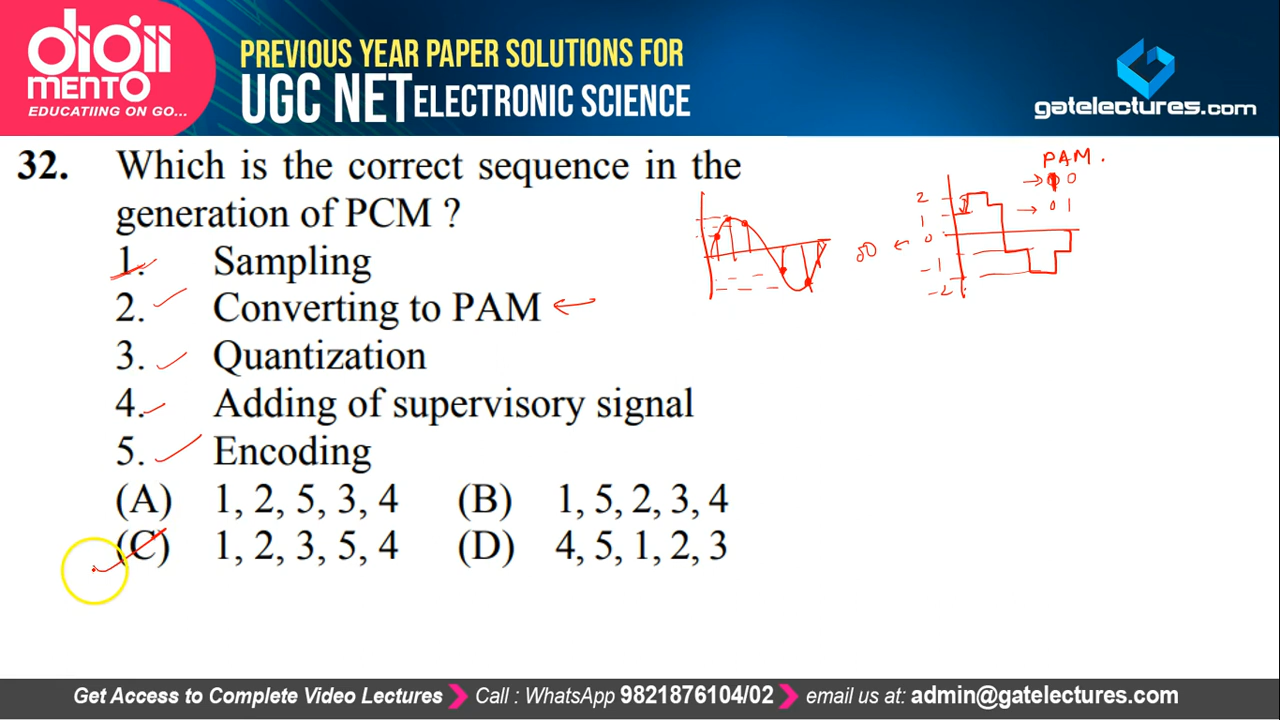 digii
MENTO
EDUCATIING ON GO...
PREVIOUS YEAR PAPER SOLUTIONS FOR
UGC NET ELECTRONIC SCIENCE
gatelectures.com
32. Which is the correct sequence in the
generation of PCM ?
1. Sampling
2. Converting to PAM
3. Quantization
4. Adding of supervisory signal
5. Encoding
(A) 1, 2, 5, 3, 4 (B) 1, 5, 2, 3, 4
(C) 1, 2, 3, 5, 4 (D) 4, 5, 1, 2, 3
PAM.
0
0 1
2
1
0
-1
-2
Get Access to Complete Video Lectures Call : WhatsApp 9821876104/02 email us at: admin@gatelectures.com